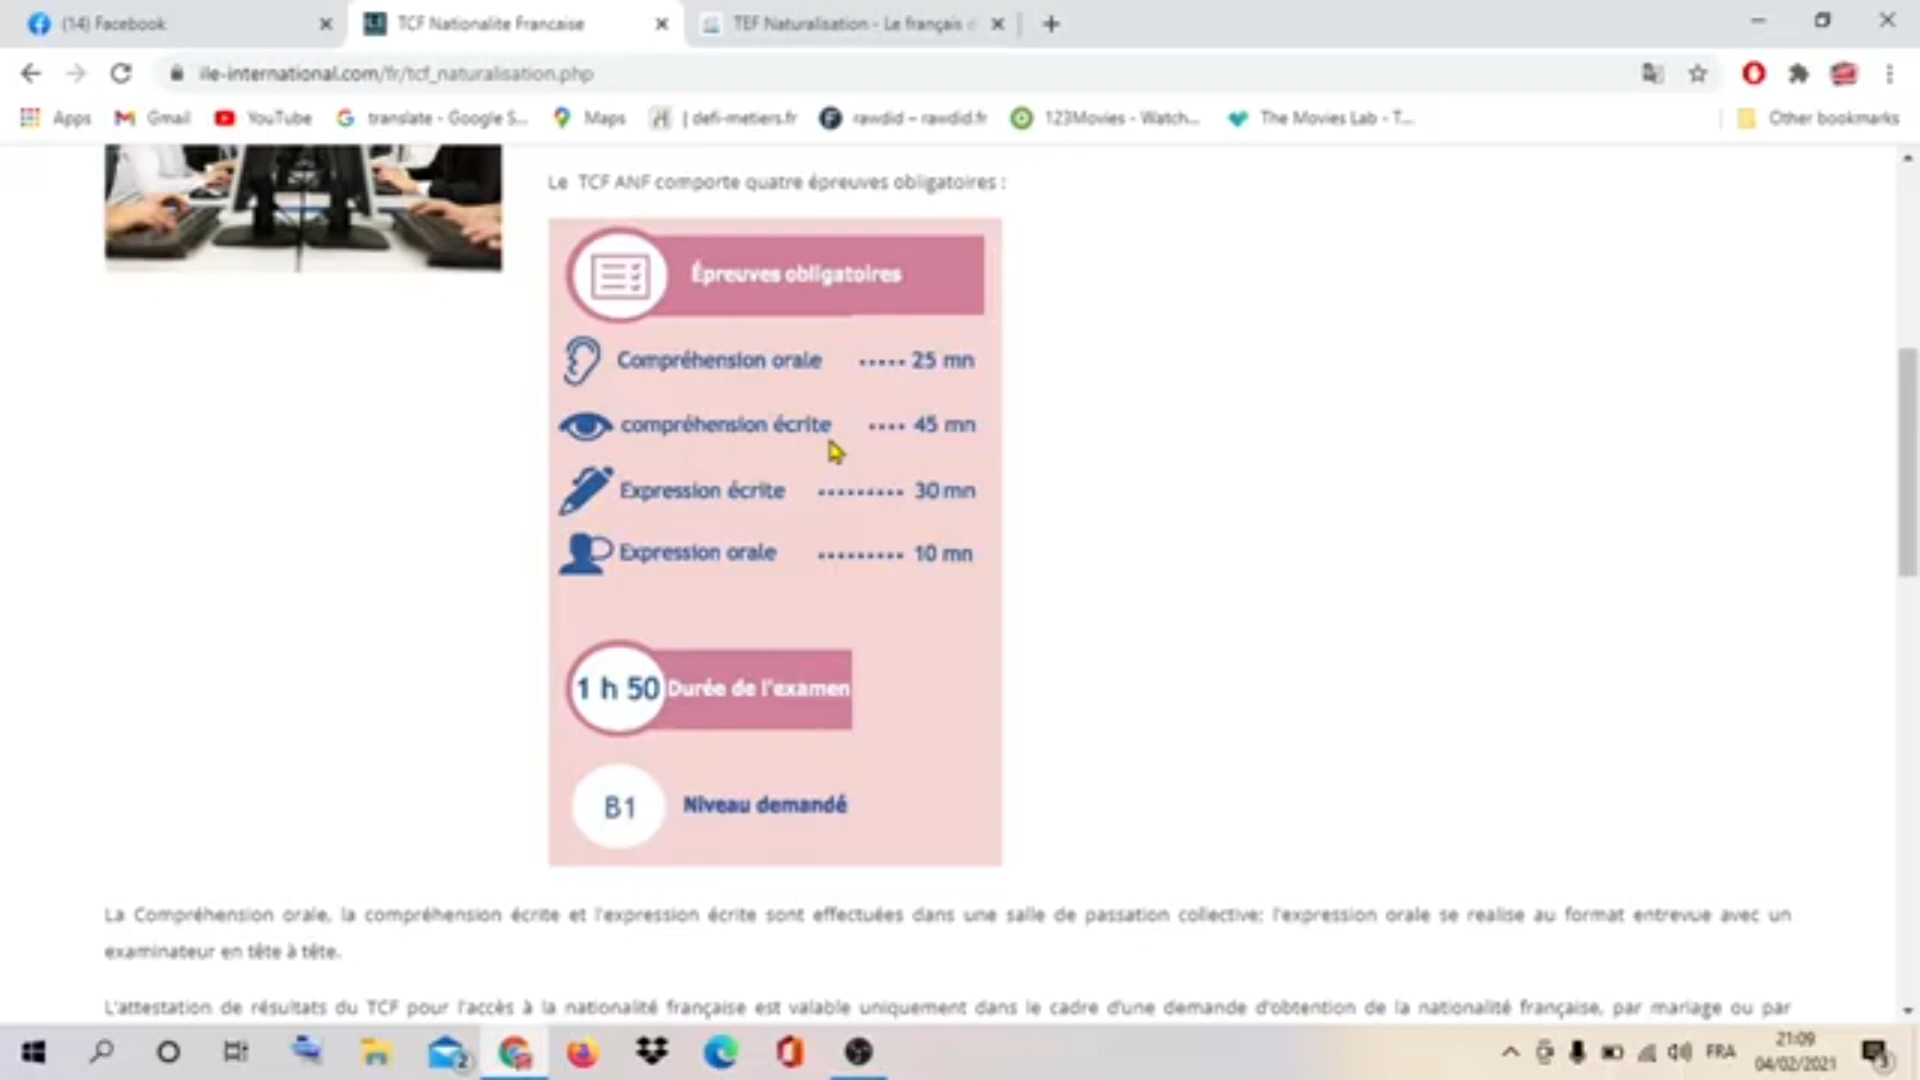 (14) Facebook
TCF Nationalite Francaise
TEF Naturalisation - Le français
ile-international.com/fr/tcf_naturalisation.php
Apps
Gmail
YouTube
translate - Google S...
Maps
| defi-metiers.fr
rawdid – rawdid.fr
123Movies - Watch...
The Movies Lab - T...
Other bookmarks
Le TCF ANF comporte quatre épreuves obligatoires :
Épreuves obligatoires
Compréhension orale ····· 25 mn
compréhension écrite ···· 45 mn
Expression écrite ········· 30 mn
Expression orale ········· 10 mn
1 h 50 Durée de l'examen
B1 Niveau demandé
La Compréhension orale, la compréhension écrite et l'expression écrite sont effectuées dans une salle de passation collective; l'expression orale se realise au format entrevue avec un
examinateur en tête à tête.
L'attestation de résultats du TCF pour l'accès à la nationalité française est valable uniquement dans le cadre d'une demande d'obtention de la nationalité française, par mariage ou par
2
FRA
21:09
04/02/2021
3